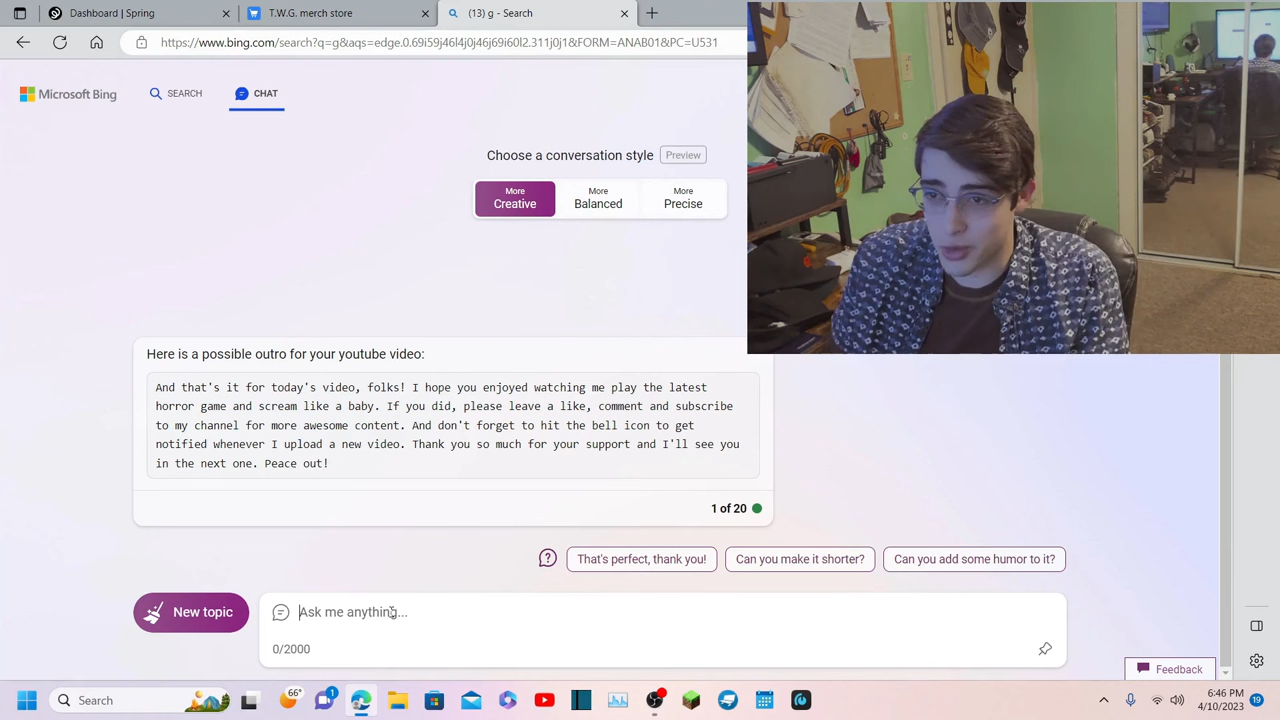 Dashboard | Spring
T.W.G. merch store
(13) g - Search
https://www.bing.com/search?q=g&aqs=edge.0.69i59j46l4j0j4j69i60l2.311j0j1&FORM=ANAB01&PC=U531
Microsoft Bing
SEARCH
CHAT
Choose a conversation style
Preview
More
Creative
More
Balanced
More
Precise
Here is a possible outro for your youtube video:
And that's it for today's video, folks! I hope you enjoyed watching me play the latest
horror game and scream like a baby. If you did, please leave a like, comment and subscribe
to my channel for more awesome content. And don't forget to hit the bell icon to get
notified whenever I upload a new video. Thank you so much for your support and I'll see you
in the next one. Peace out!
1 of 20
That's perfect, thank you!
Can you make it shorter?
Can you add some humor to it?
New topic
Ask me anything...
0/2000
Feedback
Search
66°
1
6:46 PM
4/10/2023
19